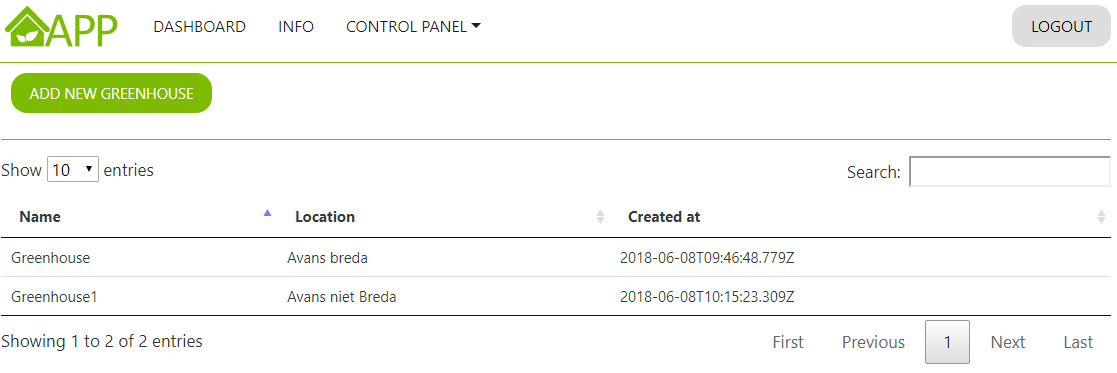 APP DASHBOARD INFO CONTROL PANEL LOGOUT
ADD NEW GREENHOUSE
Show 10 entries Search:
Name Location Created at
Greenhouse Avans breda 2018-06-08T09:46:48.779Z
Greenhouse1 Avans niet Breda 2018-06-08T10:15:23.309Z
Showing 1 to 2 of 2 entries First Previous 1 Next Last